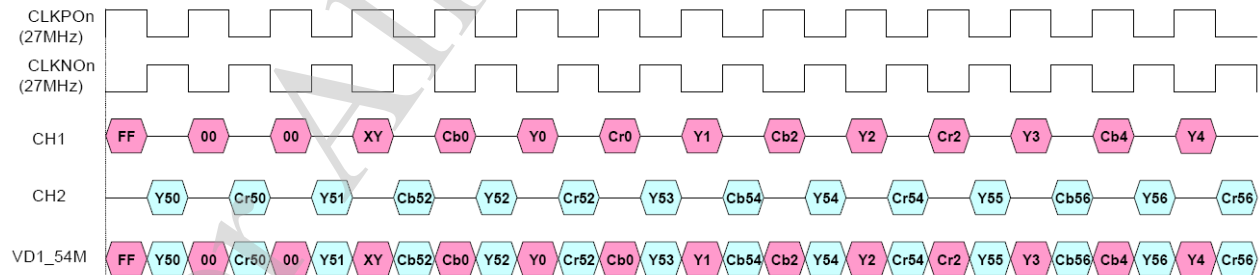 CLKPOn
(27MHz)
CLKNOn
(27MHz)
CH1 FF 00 00 XY Cb0 Y0 Cr0 Y1 Cb2 Y2 Cr2 Y3 Cb4 Y4
CH2 Y50 Cr50 Y51 Cb52 Y52 Cr52 Y53 Cb54 Y54 Cr54 Y55 Cb56 Y56 Cr56
VD1_54M FF Y50 00 Cr50 00 Y51 XY Cb52 Cb0 Y52 Y0 Cr52 Cb0 Y53 Y1 Cb54 Cb2 Y54 Y2 Cr54 Cr2 Y55 Y3 Cb56 Cb4 Y56 Y4 Cr56